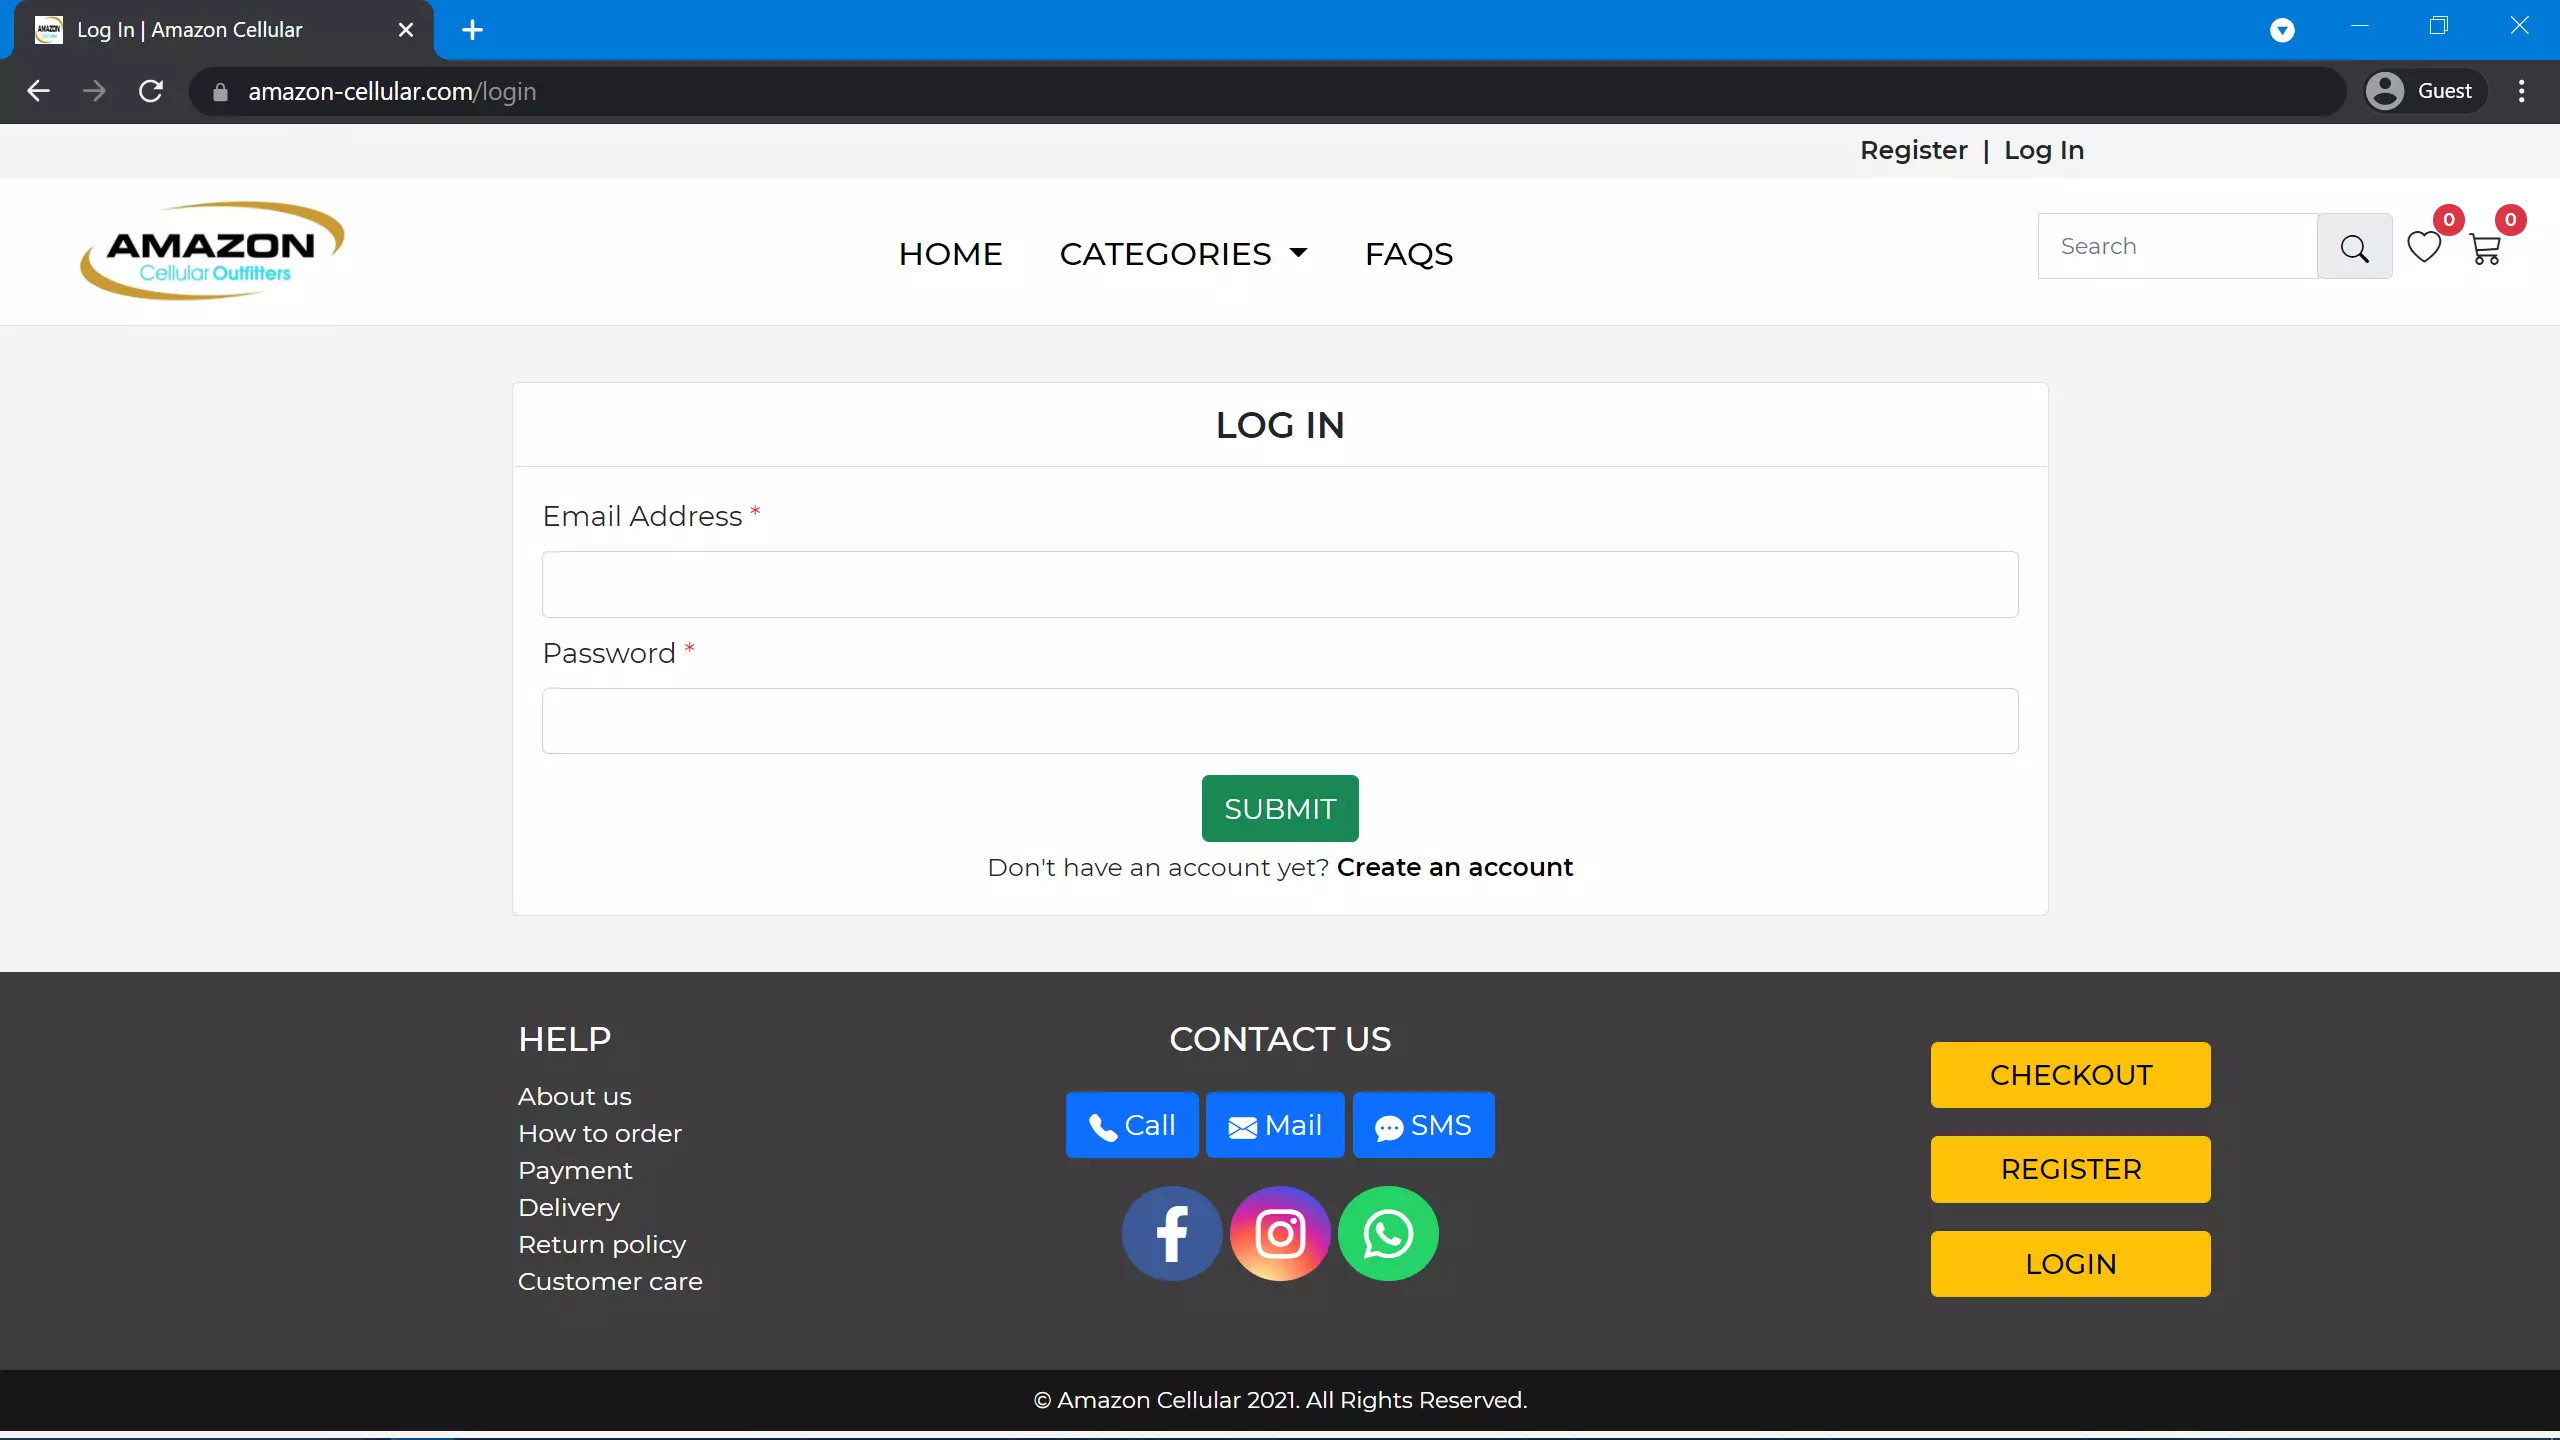 Log In | Amazon Cellular
amazon-cellular.com/login
Guest
Register | Log In
AMAZON
Cellular Outfitters
HOME
CATEGORIES
FAQS
Search
0
0
LOG IN
Email Address *
Password *
SUBMIT
Don't have an account yet? Create an account
HELP
About us
How to order
Payment
Delivery
Return policy
Customer care
CONTACT US
Call
Mail
SMS
CHECKOUT
REGISTER
LOGIN
© Amazon Cellular 2021. All Rights Reserved.